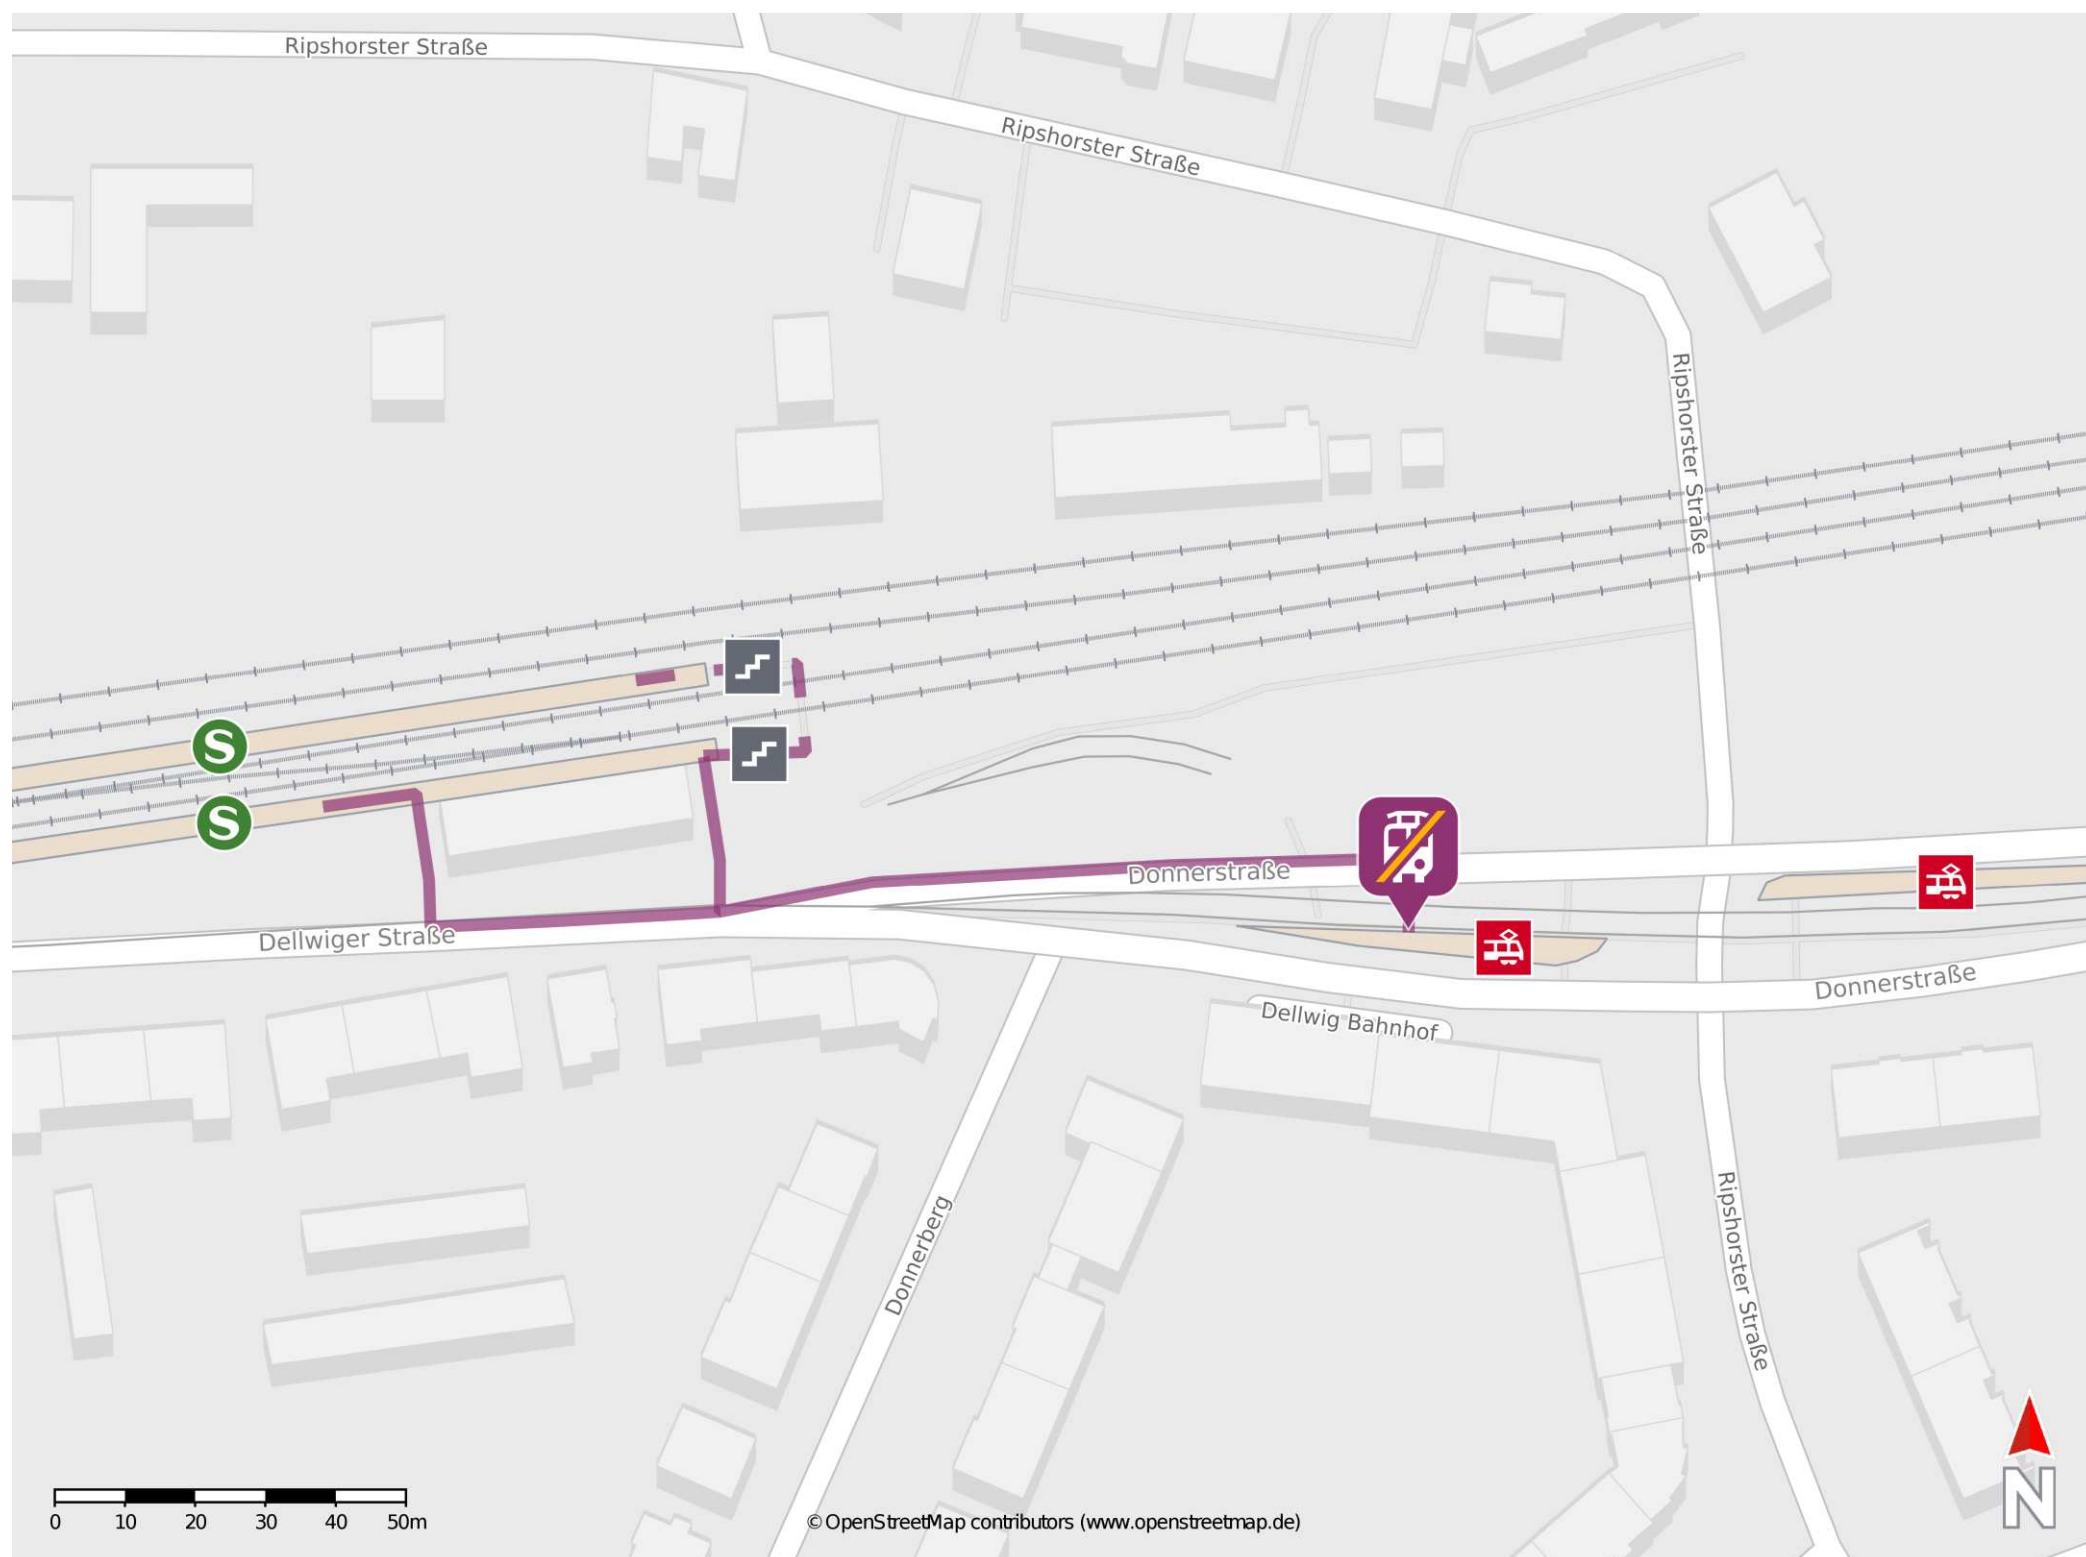 Ripshorster Straße
Ripshorster Straße
Ripshorster Straße
S
S
Donnerstraße
Dellwiger Straße
Donnerstraße
Dellwig Bahnhof
Donnerberg
Ripshorster Straße
0 10 20 30 40 50m
© OpenStreetMap contributors (www.openstreetmap.de)
N